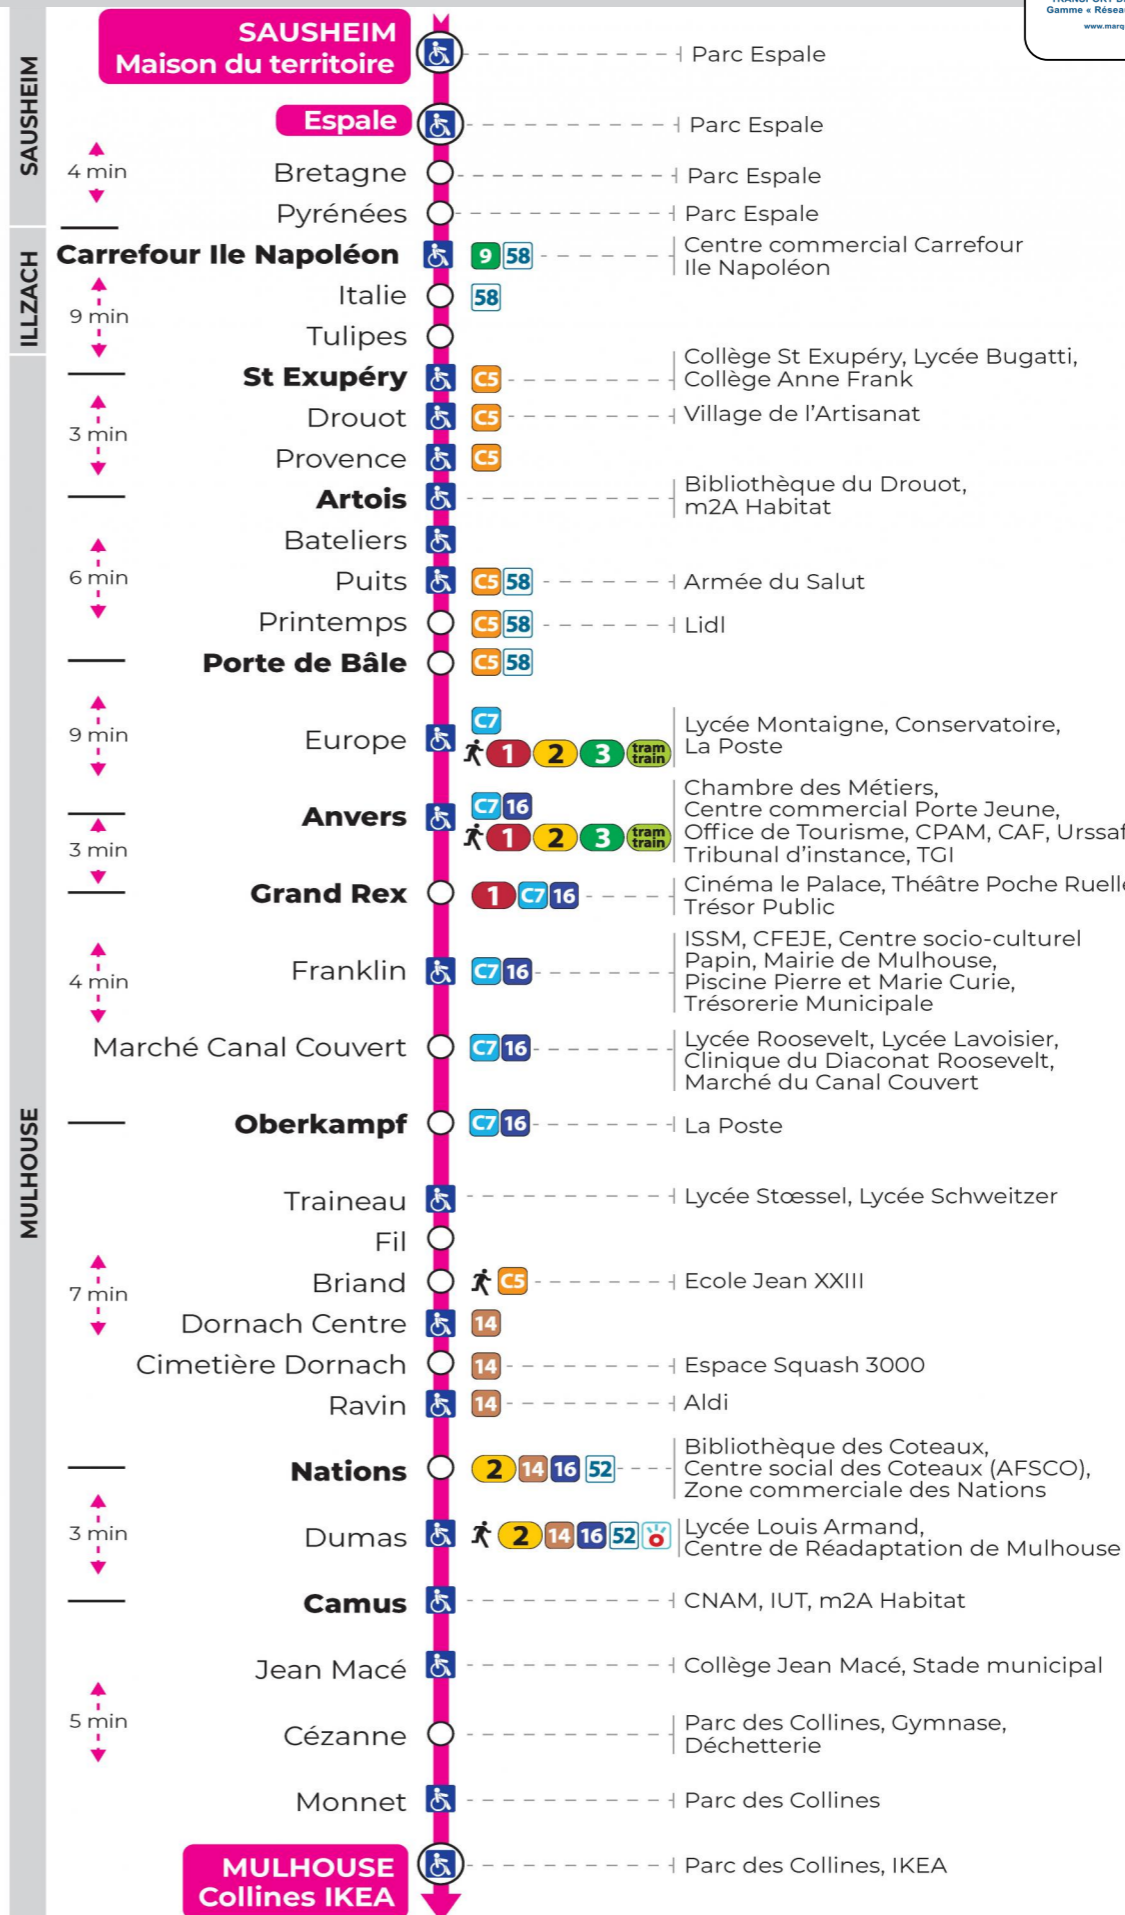 TRANSPORT
Gamme « Réseau
www.marq
SAUSHEIM
SAUSHEIM
Maison du territoire
Parc Espale
Espale
Parc Espale
4 min
Bretagne
Parc Espale
Pyrénées
Parc Espale
ILLZACH
Carrefour Ile Napoléon
9 58
Centre commercial Carrefour
Ile Napoléon
Italie
58
9 min
Tulipes
MULHOUSE
St Exupéry
C5
Collège St Exupéry, Lycée Bugatti,
Collège Anne Frank
Drouot
C5
Village de l'Artisanat
3 min
Provence
C5
Artois
Bibliothèque du Drouot,
m2A Habitat
Bateliers
6 min
Puits
C5 58
Armée du Salut
Printemps
C5 58
Lidl
Porte de Bâle
C5 58
9 min
Europe
C7
1 2 3 tram train
Lycée Montaigne, Conservatoire,
La Poste
Anvers
C7 16
1 2 3 tram train
Chambre des Métiers,
Centre commercial Porte Jeune,
Office de Tourisme, CPAM, CAF, Urssaf
Tribunal d'instance, TGI
3 min
Grand Rex
1 C7 16
Cinéma le Palace, Théâtre Poche Ruelle
Trésor Public
4 min
Franklin
C7 16
ISSM, CFEJE, Centre socio-culturel
Papin, Mairie de Mulhouse,
Piscine Pierre et Marie Curie,
Trésorerie Municipale
Marché Canal Couvert
C7 16
Lycée Roosevelt, Lycée Lavoisier,
Clinique du Diaconat Roosevelt,
Marché du Canal Couvert
Oberkampf
C7 16
La Poste
Traineau
Lycée Stœssel, Lycée Schweitzer
Fil
7 min
Briand
C5
Ecole Jean XXIII
Dornach Centre
14
Cimetière Dornach
14
Espace Squash 3000
Ravin
14
Aldi
Nations
2 14 16 52
Bibliothèque des Coteaux,
Centre social des Coteaux (AFSCO),
Zone commerciale des Nations
3 min
Dumas
2 14 16 52
Lycée Louis Armand,
Centre de Réadaptation de Mulhouse
Camus
CNAM, IUT, m2A Habitat
Jean Macé
Collège Jean Macé, Stade municipal
5 min
Cézanne
Parc des Collines, Gymnase,
Déchetterie
Monnet
Parc des Collines
MULHOUSE
Collines IKEA
Parc des Collines, IKEA